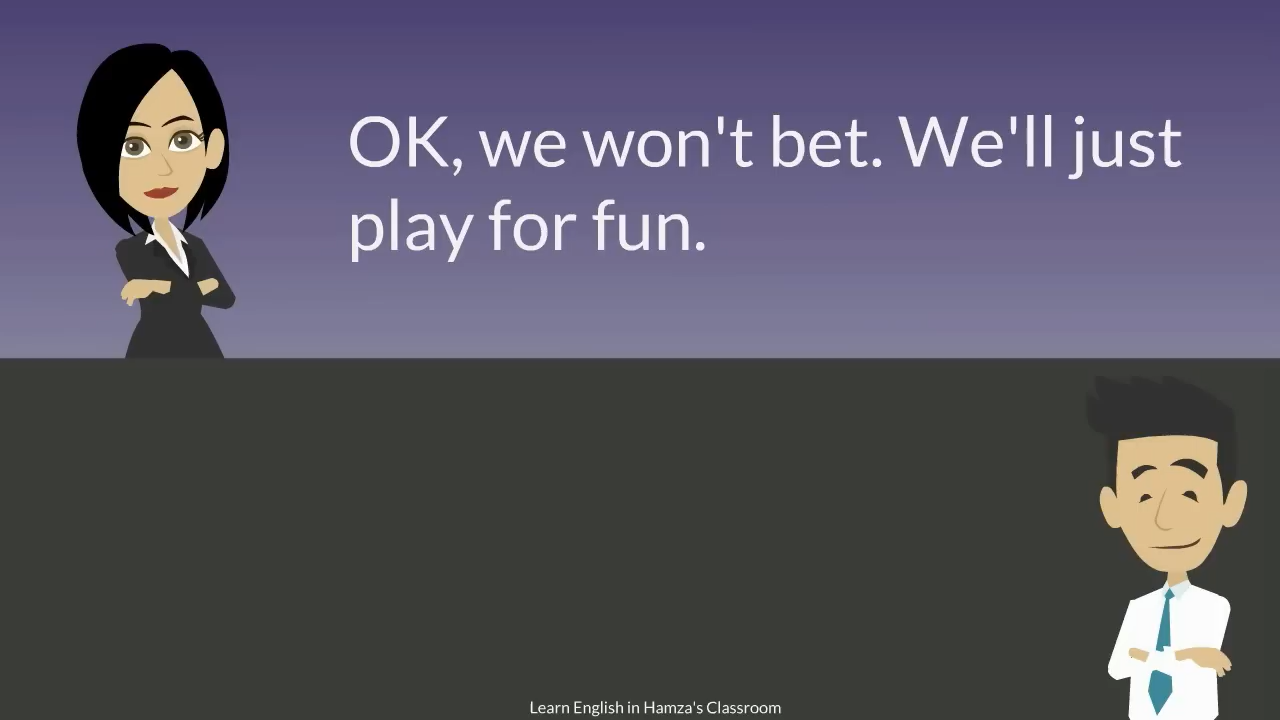 OK, we won't bet. We'll just
play for fun.
Learn English in Hamza's Classroom